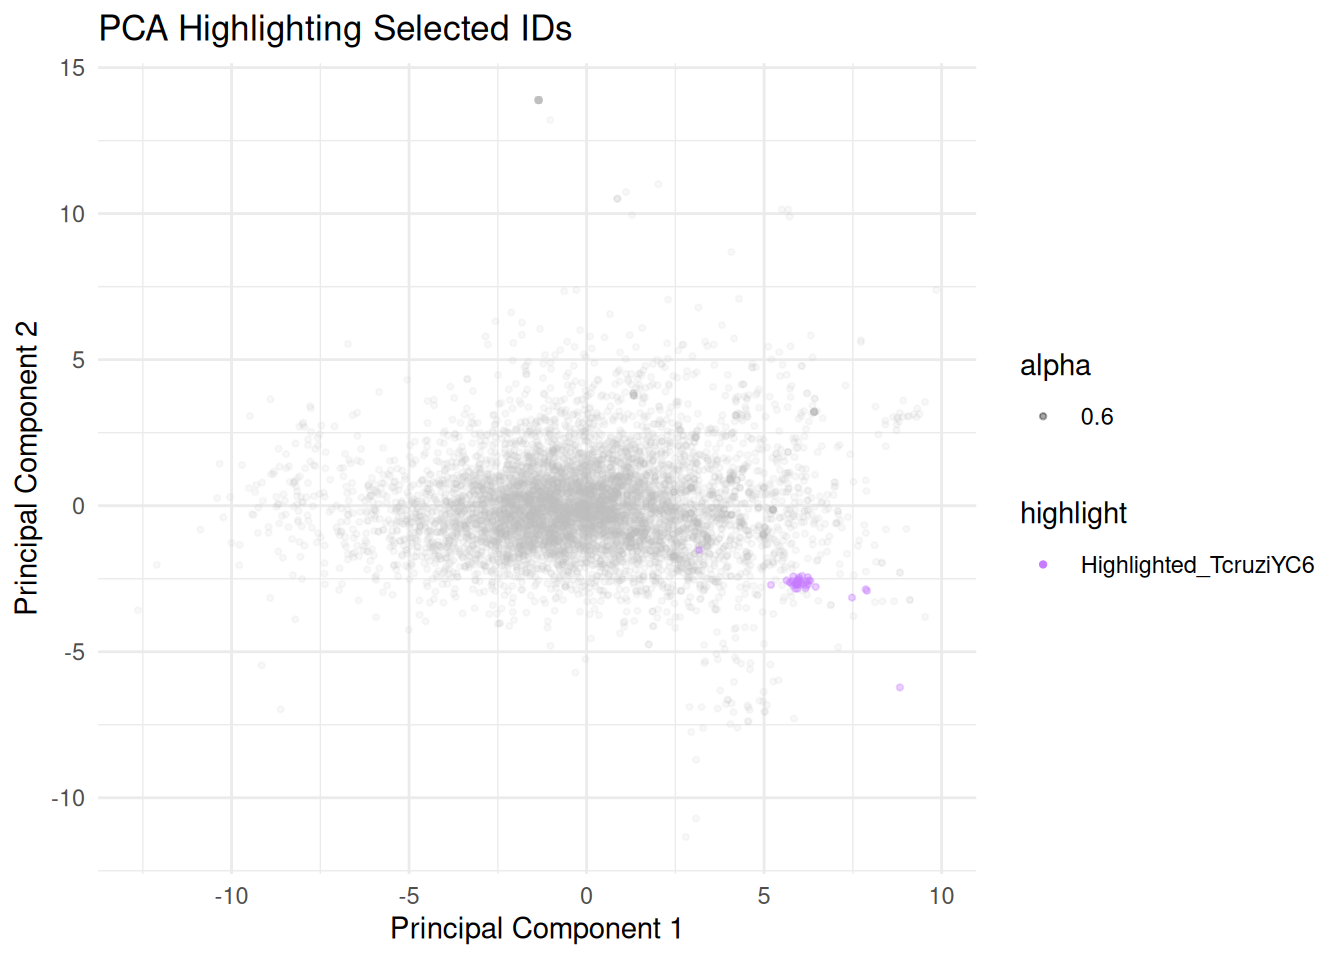 PCA Highlighting Selected IDs
15
10
5
0
-5
-10
Principal Component 2
-10
-5
0
5
10
Principal Component 1
alpha
0.6
highlight
Highlighted_TcruziYC6